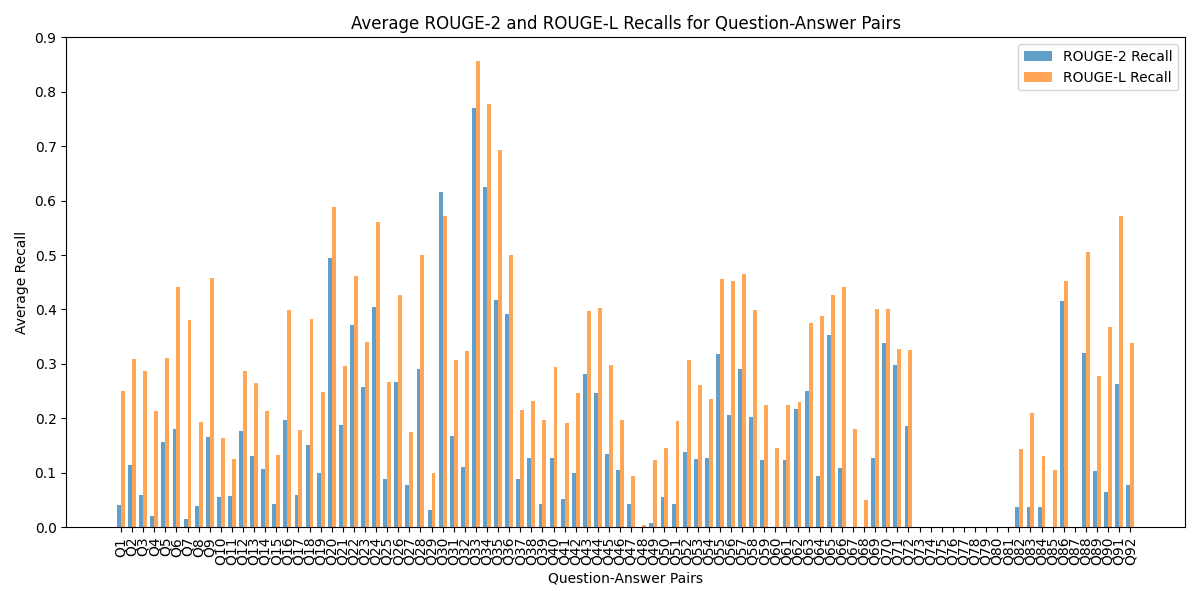 Average ROUGE-2 and ROUGE-L Recalls for Question-Answer Pairs
ROUGE-2 Recall
ROUGE-L Recall
Average Recall
0.9
0.8
0.7
0.6
0.5
0.4
0.3
0.2
0.1
0.0
Q1
Q2
Q3
Q4
Q5
Q6
Q7
Q8
Q9
Q10
Q11
Q12
Q13
Q14
Q15
Q16
Q17
Q18
Q19
Q20
Q21
Q22
Q23
Q24
Q25
Q26
Q27
Q28
Q29
Q30
Q31
Q32
Q33
Q34
Q35
Q36
Q37
Q38
Q39
Q40
Q41
Q42
Q43
Q44
Q45
Q46
Q47
Q48
Q49
Q50
Q51
Q52
Q53
Q54
Q55
Q56
Q57
Q58
Q59
Q60
Q61
Q62
Q63
Q64
Q65
Q66
Q67
Q68
Q69
Q70
Q71
Q72
Q73
Q74
Q75
Q76
Q77
Q78
Q79
Q80
Q81
Q82
Q83
Q84
Q85
Q86
Q87
Q88
Q89
Q90
Q91
Q92
Question-Answer Pairs